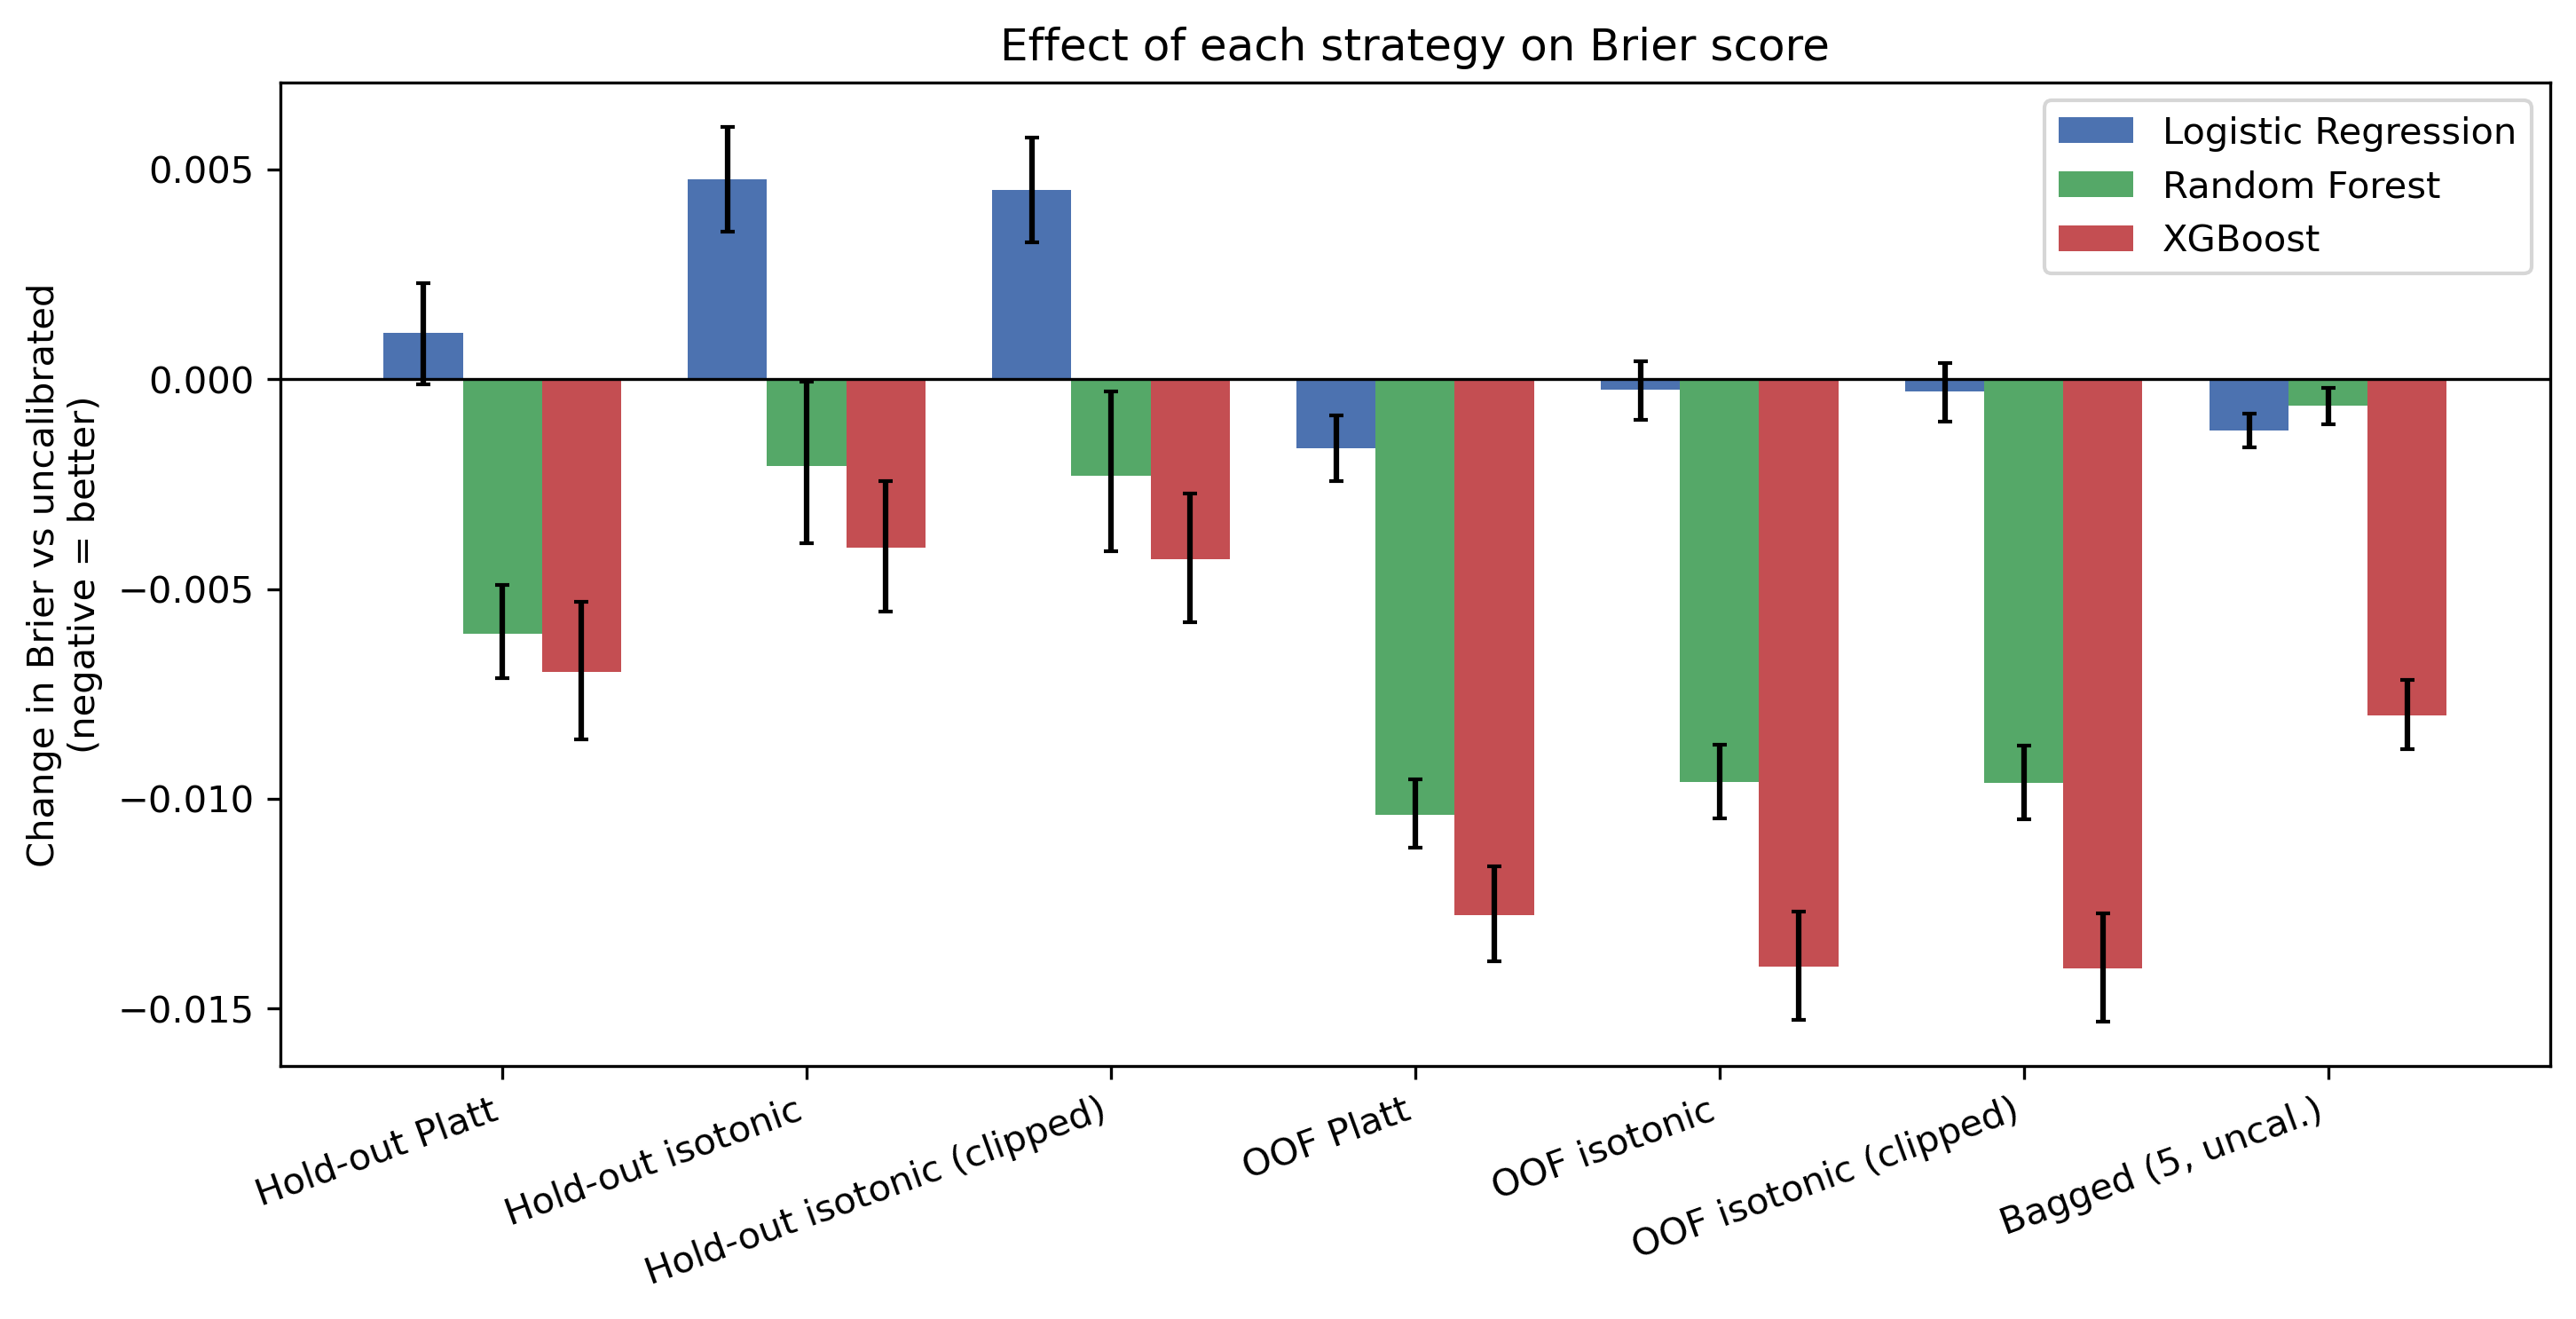 Effect of each strategy on Brier score
Change in Brier vs uncalibrated
(negative = better)
0.005
0.000
−0.005
−0.010
−0.015
Logistic Regression
Random Forest
XGBoost
Hold-out Platt
Hold-out isotonic
Hold-out isotonic (clipped)
OOF Platt
OOF isotonic
OOF isotonic (clipped)
Bagged (5, uncal.)